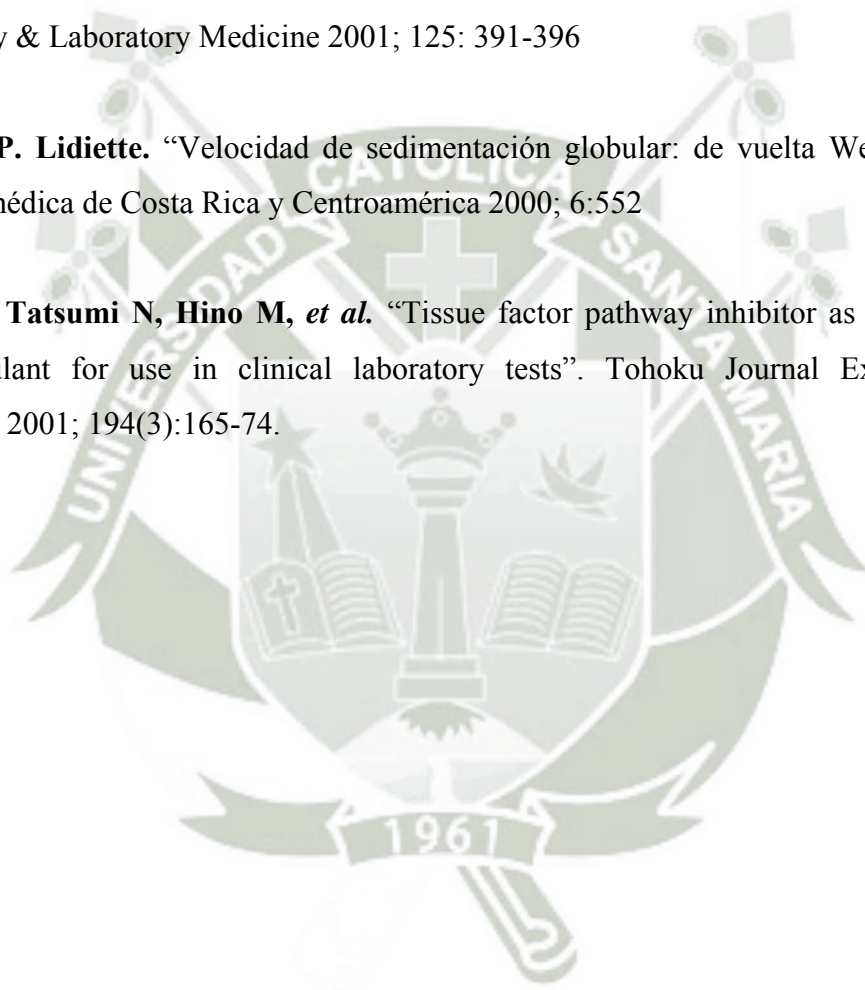 y & Laboratory Medicine 2001; 125: 391-396
P. Lidiette. “Velocidad de sedimentación globular: de vuelta We
médica de Costa Rica y Centroamérica 2000; 6:552
Tatsumi N, Hino M, et al. “Tissue factor pathway inhibitor as
ulant for use in clinical laboratory tests”. Tohoku Journal Ex
2001; 194(3):165-74.
UNIVERSIDAD CATOLICA SANTA MARIA
1961